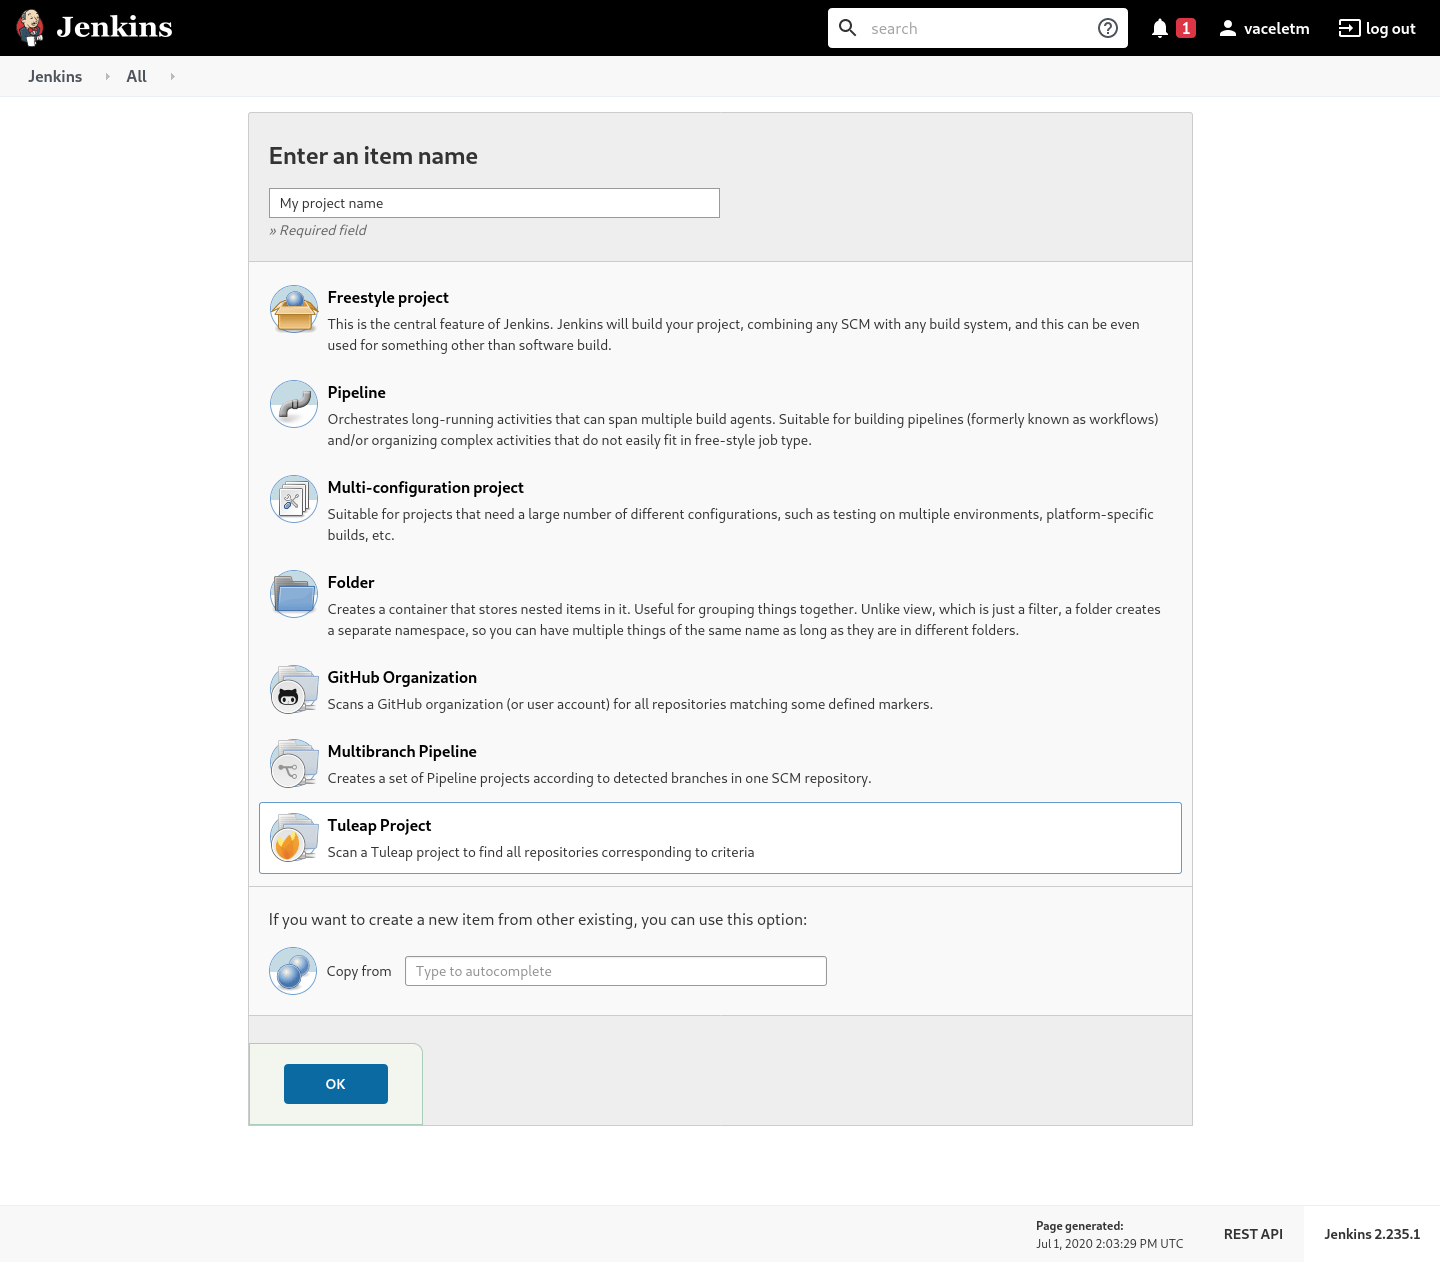 Jenkins
search
1
vaceletm
log out
Jenkins
All
Enter an item name
My project name
» Required field
Freestyle project
This is the central feature of Jenkins. Jenkins will build your project, combining any SCM with any build system, and this can be even
used for something other than software build.
Pipeline
Orchestrates long-running activities that can span multiple build agents. Suitable for building pipelines (formerly known as workflows)
and/or organizing complex activities that do not easily fit in free-style job type.
Multi-configuration project
Suitable for projects that need a large number of different configurations, such as testing on multiple environments, platform-specific
builds, etc.
Folder
Creates a container that stores nested items in it. Useful for grouping things together. Unlike view, which is just a filter, a folder creates
a separate namespace, so you can have multiple things of the same name as long as they are in different folders.
GitHub Organization
Scans a GitHub organization (or user account) for all repositories matching some defined markers.
Multibranch Pipeline
Creates a set of Pipeline projects according to detected branches in one SCM repository.
Tuleap Project
Scan a Tuleap project to find all repositories corresponding to criteria
If you want to create a new item from other existing, you can use this option:
Copy from
Type to autocomplete
OK
Page generated:
Jul 1, 2020 2:03:29 PM UTC
REST API
Jenkins 2.235.1